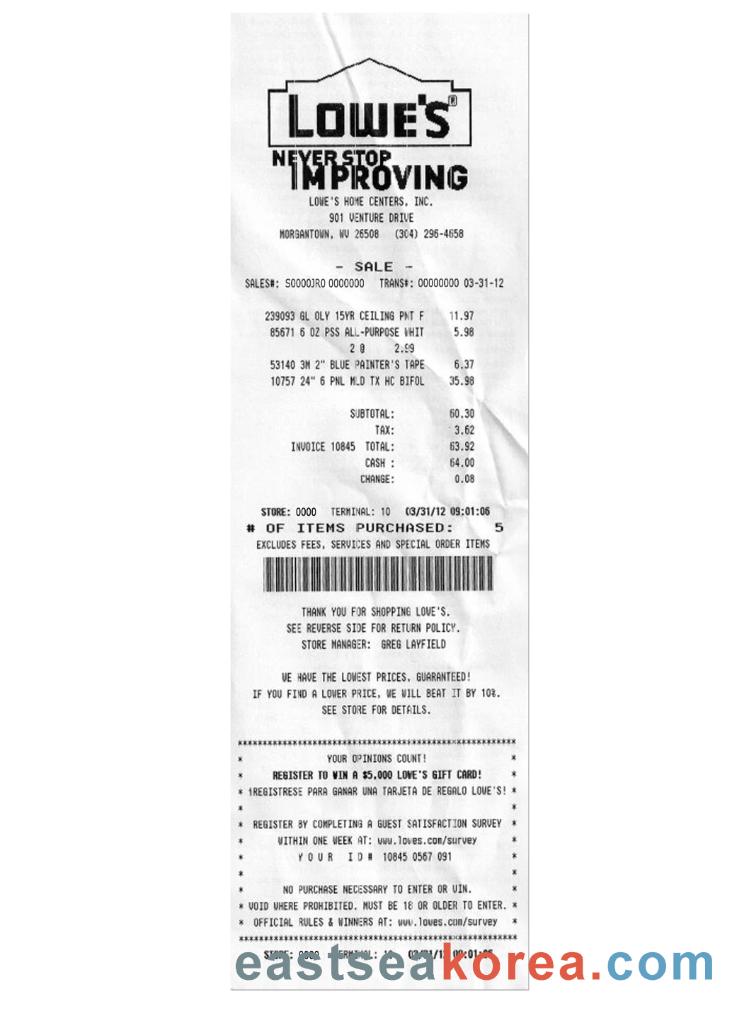 LOWE'S®
NEVER STOP
IMPROVING
LOWE'S HOME CENTERS, INC.
901 VENTURE DRIVE
MORGANTOWN, WV 26508 (304) 296-4658
- SALE -
SALES#: S0000JR0 0000000 TRANS#: 00000000 03-31-12
239093 GL OLY 15YR CEILING PNT F 11.97
85671 6 OZ PSS ALL-PURPOSE WHIT 5.98
2 @ 2.99
53140 3M 2" BLUE PAINTER'S TAPE 6.37
10757 24" 6 PNL MLD TX HC BIFOL 35.98
SUBTOTAL: 60.30
TAX: 3.62
INVOICE 10845 TOTAL: 63.92
CASH : 64.00
CHANGE: 0.08
STORE: 0000 TERMINAL: 10 03/31/12 09:01:06
# OF ITEMS PURCHASED: 5
EXCLUDES FEES, SERVICES AND SPECIAL ORDER ITEMS
THANK YOU FOR SHOPPING LOWE'S.
SEE REVERSE SIDE FOR RETURN POLICY.
STORE MANAGER: GREG LAYFIELD
WE HAVE THE LOWEST PRICES, GUARANTEED!
IF YOU FIND A LOWER PRICE, WE WILL BEAT IT BY 10%.
SEE STORE FOR DETAILS.
****************************************************
* YOUR OPINIONS COUNT! *
* REGISTER TO WIN A $5,000 LOWE'S GIFT CARD! *
* !REGISTRESE PARA GANAR UNA TARJETA DE REGALO LOWE'S! *
* *
* REGISTER BY COMPLETING A GUEST SATISFACTION SURVEY *
* WITHIN ONE WEEK AT: www.lowes.com/survey *
* Y O U R I D # 10845 0567 091 *
* *
* NO PURCHASE NECESSARY TO ENTER OR WIN. *
* VOID WHERE PROHIBITED. MUST BE 18 OR OLDER TO ENTER. *
* OFFICIAL RULES & WINNERS AT: www.lowes.com/survey *
****************************************************
STORE: 0000 TERMINAL: 10 03/31/12 09:01:06
eastseakorea.com